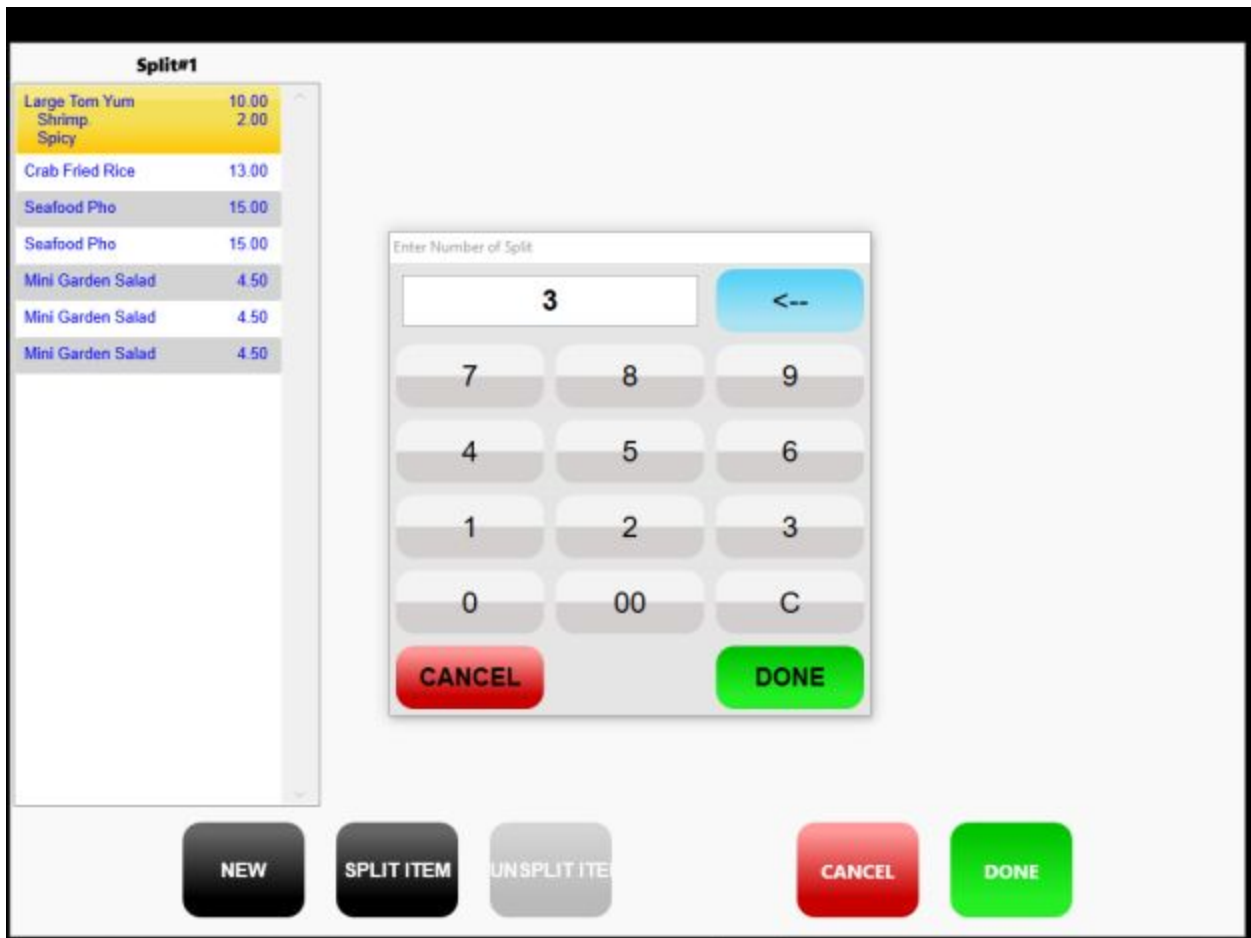 Split#1
Large Tom Yum 10.00
Shrimp 2.00
Spicy
Crab Fried Rice 13.00
Seafood Pho 15.00
Seafood Pho 15.00
Mini Garden Salad 4.50
Mini Garden Salad 4.50
Mini Garden Salad 4.50
Enter Number of Split
3 <--
7 8 9
4 5 6
1 2 3
0 00 C
CANCEL DONE
NEW SPLIT ITEM UNSPLIT ITE CANCEL DONE